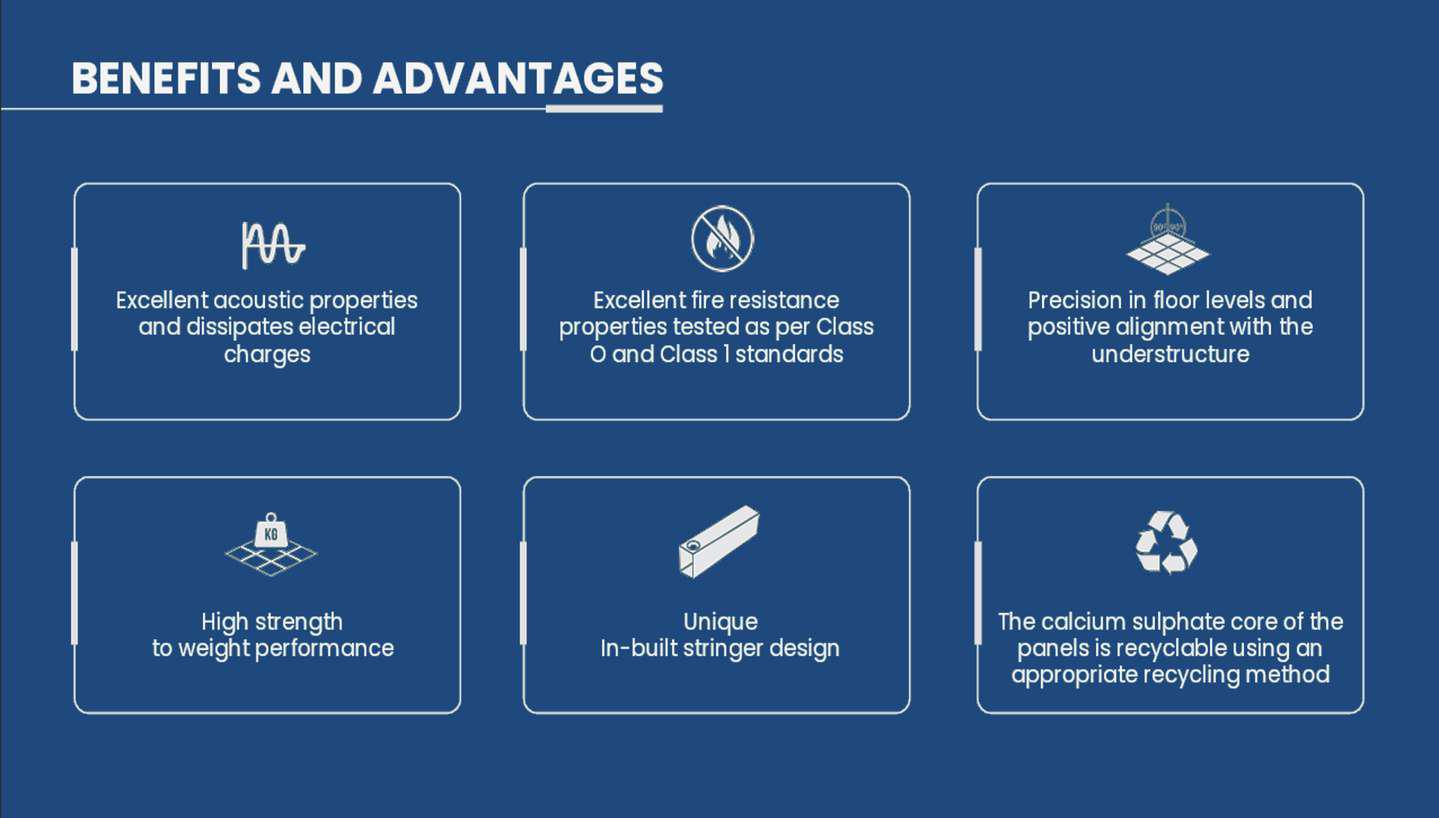 BENEFITS AND ADVANTAGES
Excellent acoustic properties
and dissipates electrical
charges
Excellent fire resistance
properties tested as per Class
O and Class 1 standards
90° 90°
Precision in floor levels and
positive alignment with the
understructure
KG
High strength
to weight performance
Unique
In-built stringer design
The calcium sulphate core of the
panels is recyclable using an
appropriate recycling method